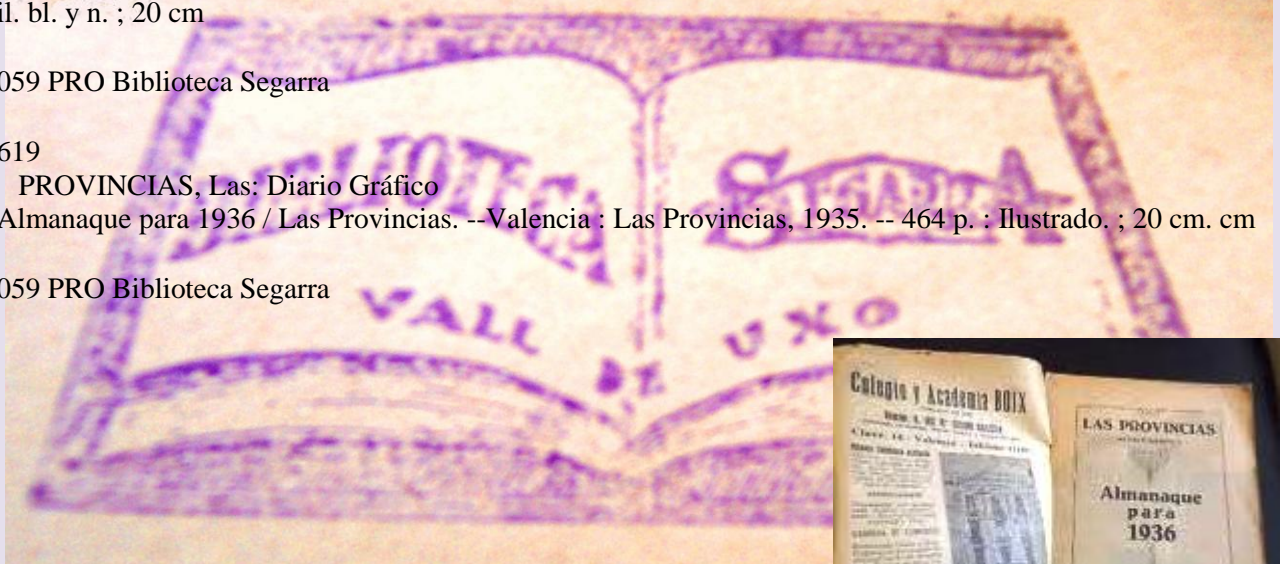 il. bl. y n. ; 20 cm
059 PRO Biblioteca Segarra
619
PROVINCIAS, Las: Diario Gráfico
Almanaque para 1936 / Las Provincias. --Valencia : Las Provincias, 1935. -- 464 p. : Ilustrado. ; 20 cm. cm
059 PRO Biblioteca Segarra
BIBLIOTECA SEGARRA
VALL DE UXO
Colegio y Academia BOIX
LAS PROVINCIAS
Almanaque
para
1936